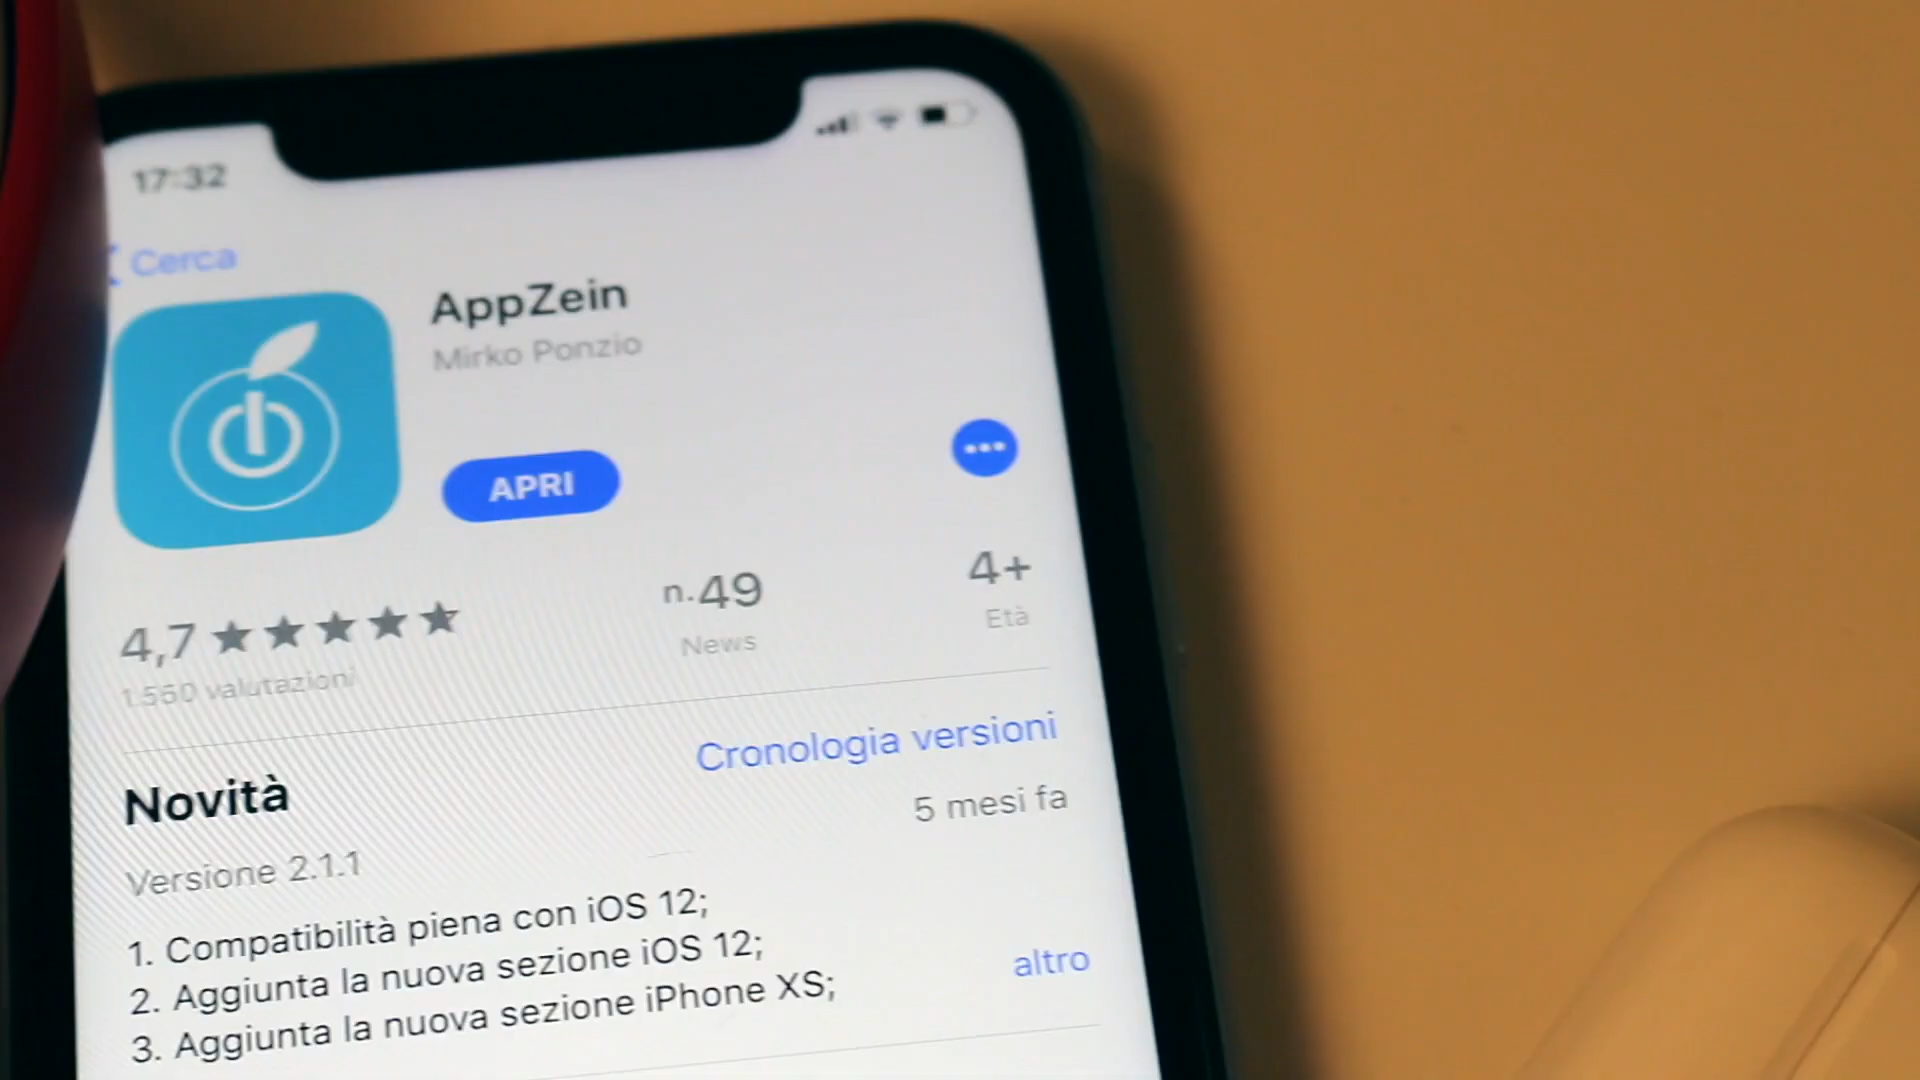 17:32
Cerca
AppZein
Mirko Ponzio
APRI
4,7
n.49
4+
1.550 valutazioni
News
Età
Novità
Cronologia versioni
Versione 2.1.1
5 mesi fa
1. Compatibilità piena con iOS 12;
2. Aggiunta la nuova sezione iOS 12;
3. Aggiunta la nuova sezione iPhone XS;
altro